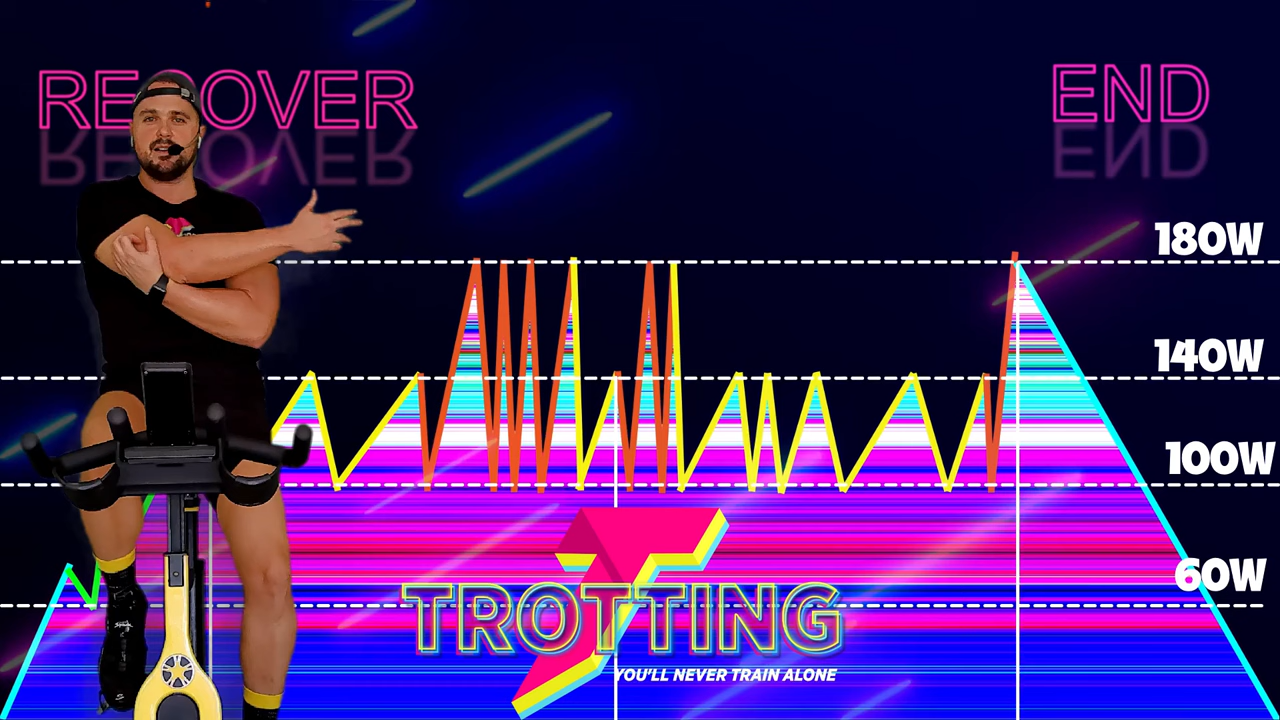 RECOVER
END
180W
140W
100W
60W
TROTTING
YOU'LL NEVER TRAIN ALONE